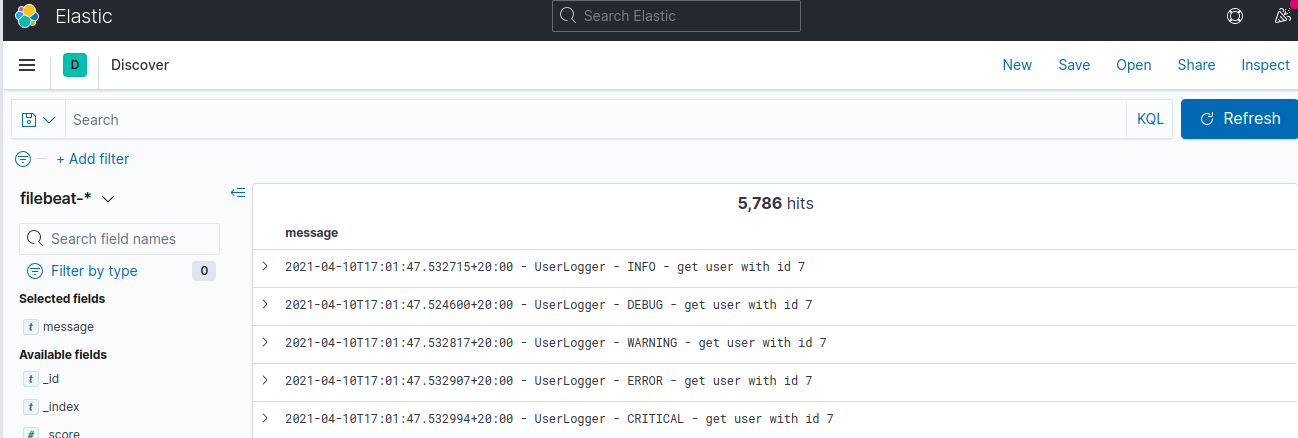 Elastic
Search Elastic
D Discover New Save Open Share Inspect
Search KQL Refresh
+ Add filter
filebeat-*
5,786 hits
Search field names
message
Filter by type 0
2021-04-10T17:01:47.532715+20:00 - UserLogger - INFO - get user with id 7
Selected fields
2021-04-10T17:01:47.524600+20:00 - UserLogger - DEBUG - get user with id 7
t message
2021-04-10T17:01:47.532817+20:00 - UserLogger - WARNING - get user with id 7
Available fields
t _id
2021-04-10T17:01:47.532907+20:00 - UserLogger - ERROR - get user with id 7
t _index
2021-04-10T17:01:47.532994+20:00 - UserLogger - CRITICAL - get user with id 7
# _score